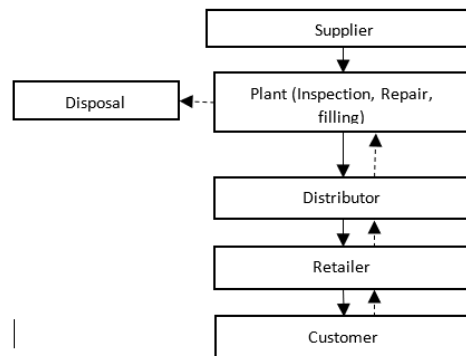 Supplier
Disposal
Plant (Inspection, Repair,
filling)
Distributor
Retailer
Customer